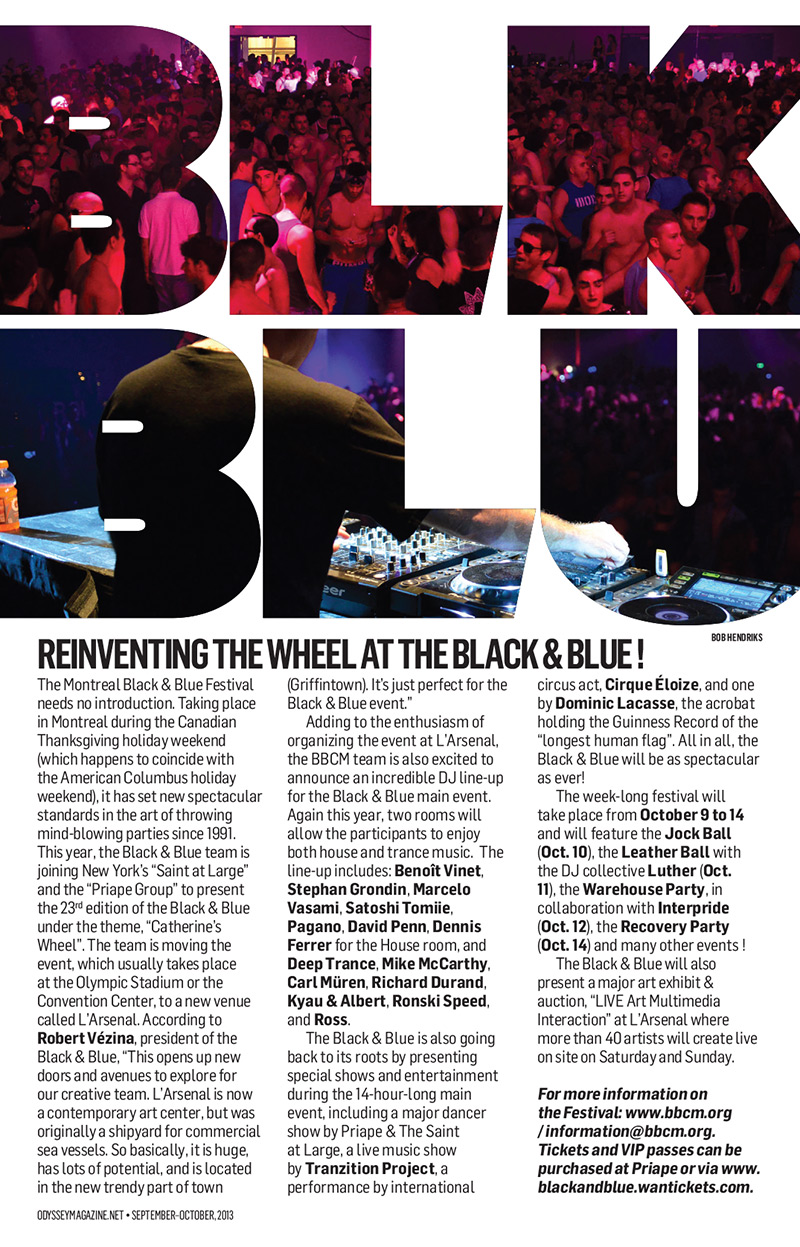 BLK
BLU
BOB HENDRIKS
REINVENTING THE WHEEL AT THE BLACK & BLUE !
The Montreal Black & Blue Festival
needs no introduction. Taking place
in Montreal during the Canadian
Thanksgiving holiday weekend
(which happens to coincide with
the American Columbus holiday
weekend), it has set new spectacular
standards in the art of throwing
mind-blowing parties since 1991.
This year, the Black & Blue team is
joining New York's “Saint at Large”
and the “Priape Group” to present
the 23rd edition of the Black & Blue
under the theme, “Catherine's
Wheel”. The team is moving the
event, which usually takes place
at the Olympic Stadium or the
Convention Center, to a new venue
called L'Arsenal. According to
Robert Vézina, president of the
Black & Blue, “This opens up new
doors and avenues to explore for
our creative team. L'Arsenal is now
a contemporary art center, but was
originally a shipyard for commercial
sea vessels. So basically, it is huge,
has lots of potential, and is located
in the new trendy part of town
(Griffintown). It's just perfect for the
Black & Blue event.”
Adding to the enthusiasm of
organizing the event at L'Arsenal,
the BBCM team is also excited to
announce an incredible DJ line-up
for the Black & Blue main event.
Again this year, two rooms will
allow the participants to enjoy
both house and trance music. The
line-up includes: Benoît Vinet,
Stephan Grondin, Marcelo
Vasami, Satoshi Tomiie,
Pagano, David Penn, Dennis
Ferrer for the House room, and
Deep Trance, Mike McCarthy,
Carl Müren, Richard Durand,
Kyau & Albert, Ronski Speed,
and Ross.
The Black & Blue is also going
back to its roots by presenting
special shows and entertainment
during the 14-hour-long main
event, including a major dancer
show by Priape & The Saint
at Large, a live music show
by Tranzition Project, a
performance by international
circus act, Cirque Éloize, and one
by Dominic Lacasse, the acrobat
holding the Guinness Record of the
“longest human flag”. All in all, the
Black & Blue will be as spectacular
as ever!
The week-long festival will
take place from October 9 to 14
and will feature the Jock Ball
(Oct. 10), the Leather Ball with
the DJ collective Luther (Oct.
11), the Warehouse Party, in
collaboration with Interpride
(Oct. 12), the Recovery Party
(Oct. 14) and many other events !
The Black & Blue will also
present a major art exhibit &
auction, “LIVE Art Multimedia
Interaction” at L'Arsenal where
more than 40 artists will create live
on site on Saturday and Sunday.
For more information on
the Festival: www.bbcm.org
/ information@bbcm.org.
Tickets and VIP passes can be
purchased at Priape or via www.
blackandblue.wantickets.com.
ODYSSEYMAGAZINE.NET • SEPTEMBER-OCTOBER, 2013